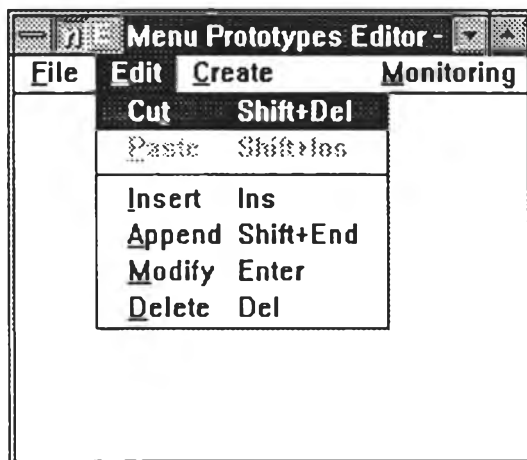 Menu Prototypes Editor -
File Edit Create Monitoring
Cut Shift+Del
Paste Shift+Ins
Insert Ins
Append Shift+End
Modify Enter
Delete Del